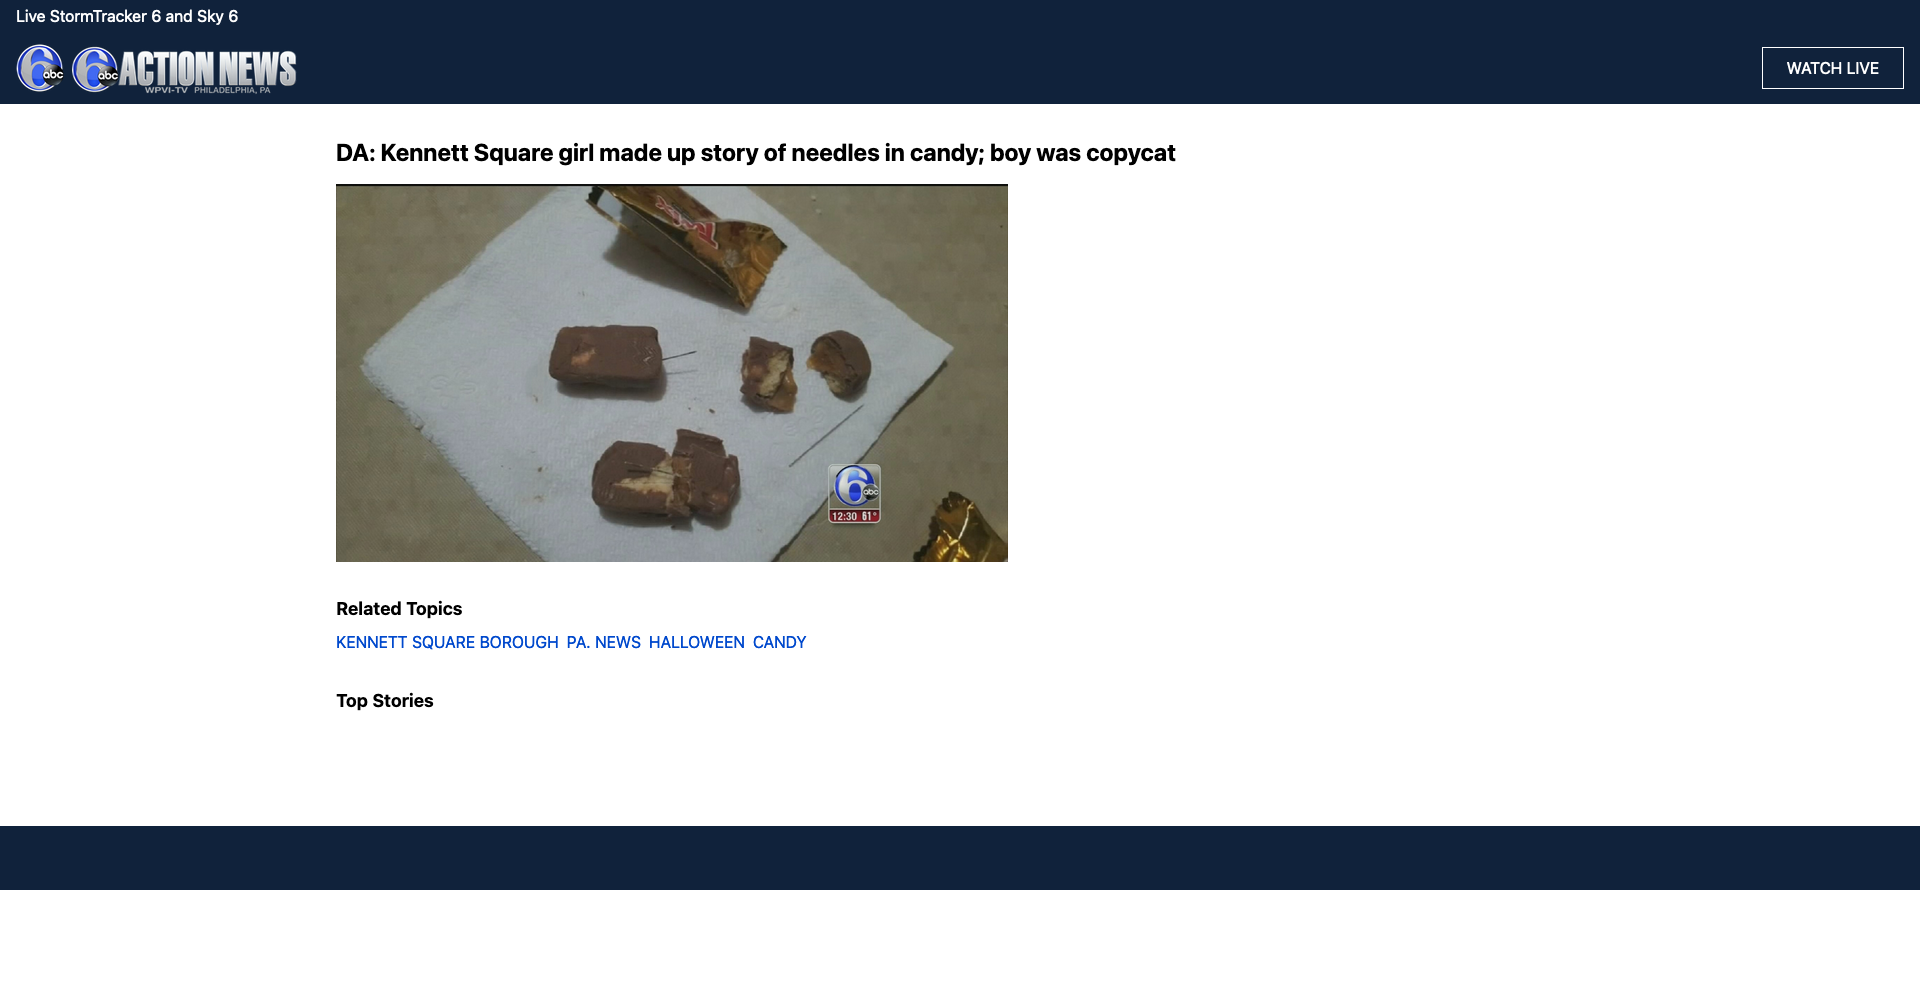 Live StormTracker 6 and Sky 6
6 abc 6 abc ACTION NEWS
WPVI-TV PHILADELPHIA, PA
WATCH LIVE
DA: Kennett Square girl made up story of needles in candy; boy was copycat
Twix
6 abc
12:30 61°
Related Topics
KENNETT SQUARE BOROUGH PA. NEWS HALLOWEEN CANDY
Top Stories